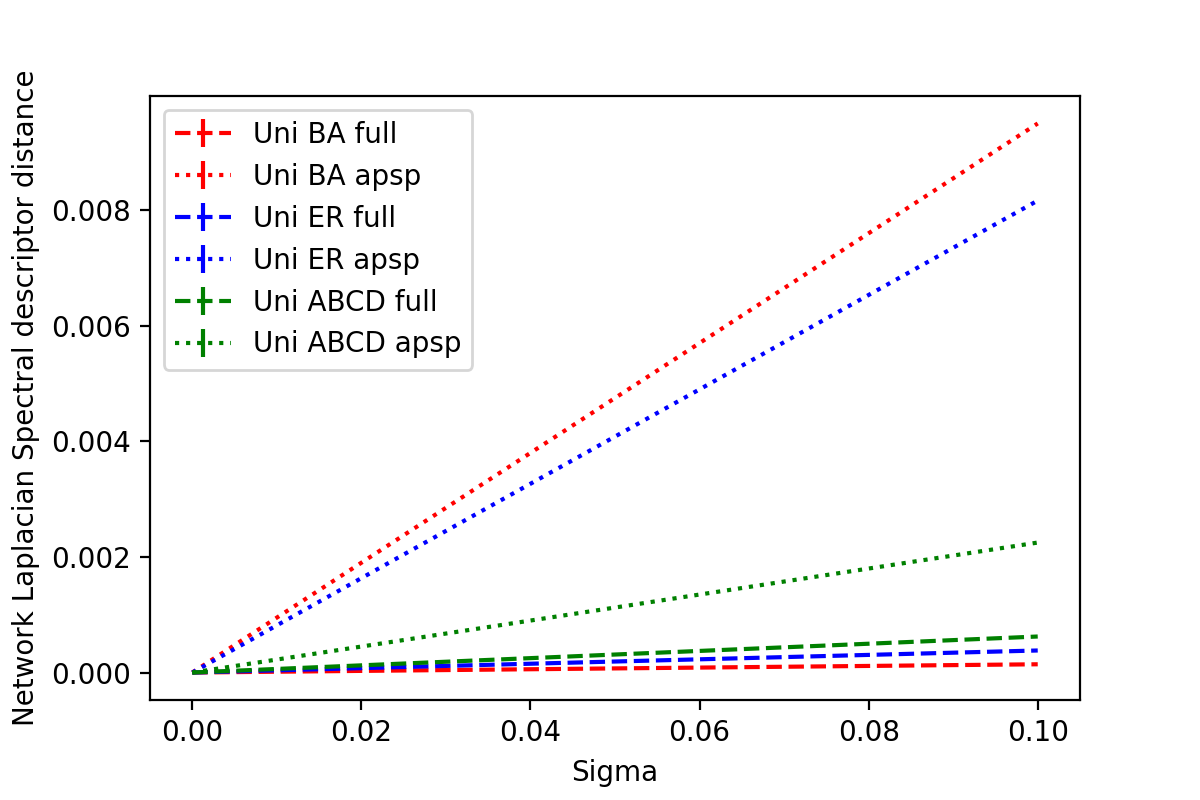 Network Laplacian Spectral descriptor distance
0.008
0.006
0.004
0.002
0.000
Uni BA full
Uni BA apsp
Uni ER full
Uni ER apsp
Uni ABCD full
Uni ABCD apsp
0.00 0.02 0.04 0.06 0.08 0.10
Sigma